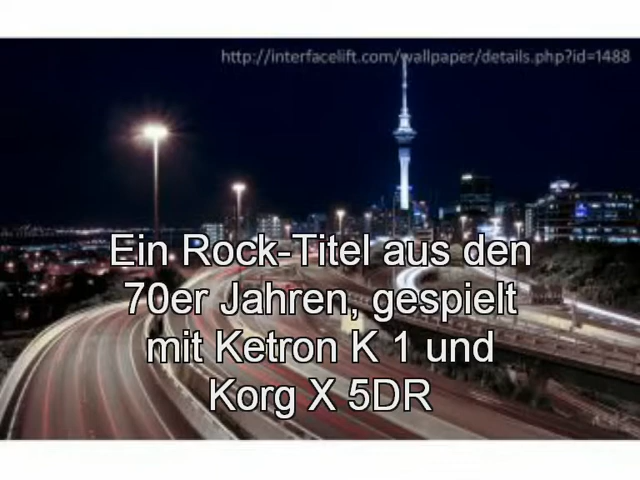 http://interfacelift.com/wallpaper/details.php?id=1488
Ein Rock-Titel aus den
70er Jahren, gespielt
mit Ketron K 1 und
Korg X 5DR